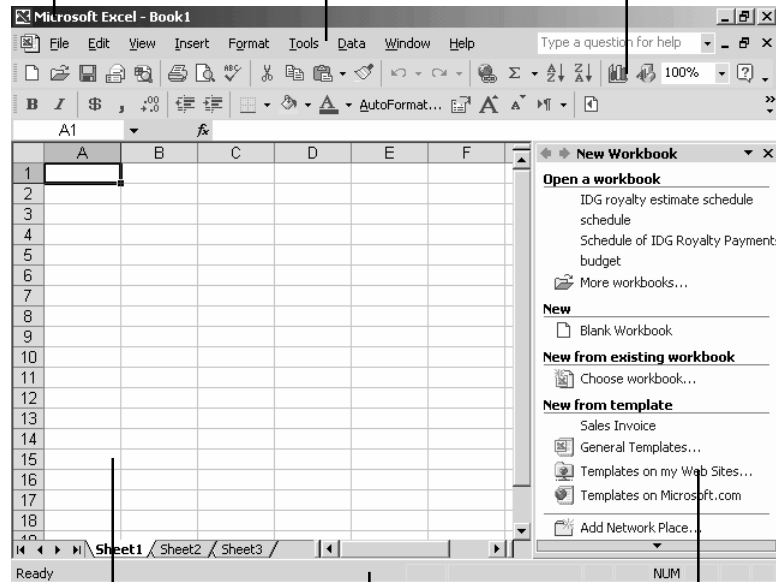 Microsoft Excel - Book1
File Edit View Insert Format Tools Data Window Help Type a question for help
ABC Σ A Z Z A 100% ?
B I $ , .00 +.0 A AutoFormat... A A ¶
A1 fx
A B C D E F
New Workbook
Open a workbook
IDG royalty estimate schedule
schedule
Schedule of IDG Royalty Payments
budget
More workbooks...
New
Blank Workbook
New from existing workbook
Choose workbook...
New from template
Sales Invoice
General Templates...
Templates on my Web Sites...
Templates on Microsoft.com
Add Network Place...
1
2
3
4
5
6
7
8
9
10
11
12
13
14
15
16
17
18
19
Sheet1 Sheet2 Sheet3
Ready NUM